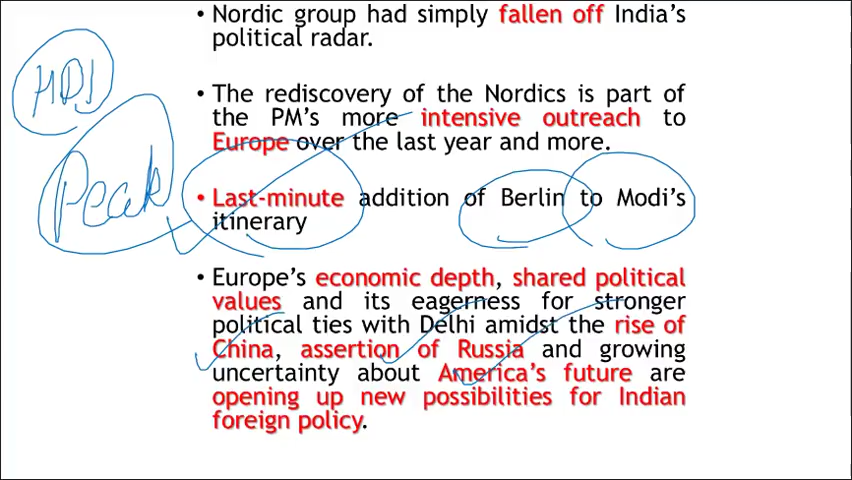 • Nordic group had simply fallen off India's
political radar.
HDI
• The rediscovery of the Nordics is part of
the PM's more intensive outreach to
Europe over the last year and more.
Peak
• Last-minute addition of Berlin to Modi's
itinerary
• Europe's economic depth, shared political
values and its eagerness for stronger
political ties with Delhi amidst the rise of
China, assertion of Russia and growing
uncertainty about America's future are
opening up new possibilities for Indian
foreign policy.